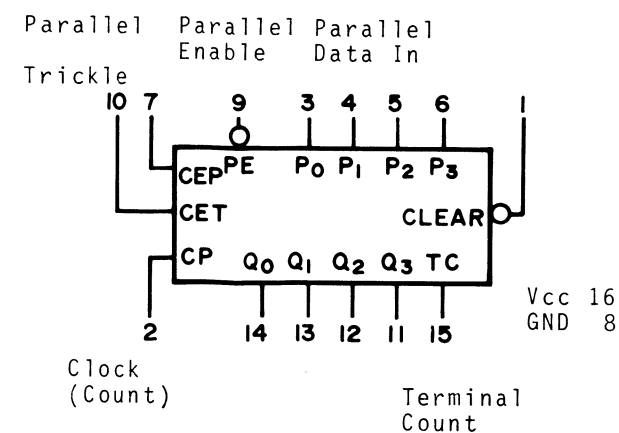 Parallel Parallel Parallel
Enable Data In
Trickle
10 7 9 3 4 5 6 1
PE P0 P1 P2 P3
CEP
CET CLEAR
CP Q0 Q1 Q2 Q3 TC
Vcc 16
2 14 13 12 11 15 GND 8
Clock
(Count) Terminal
Count